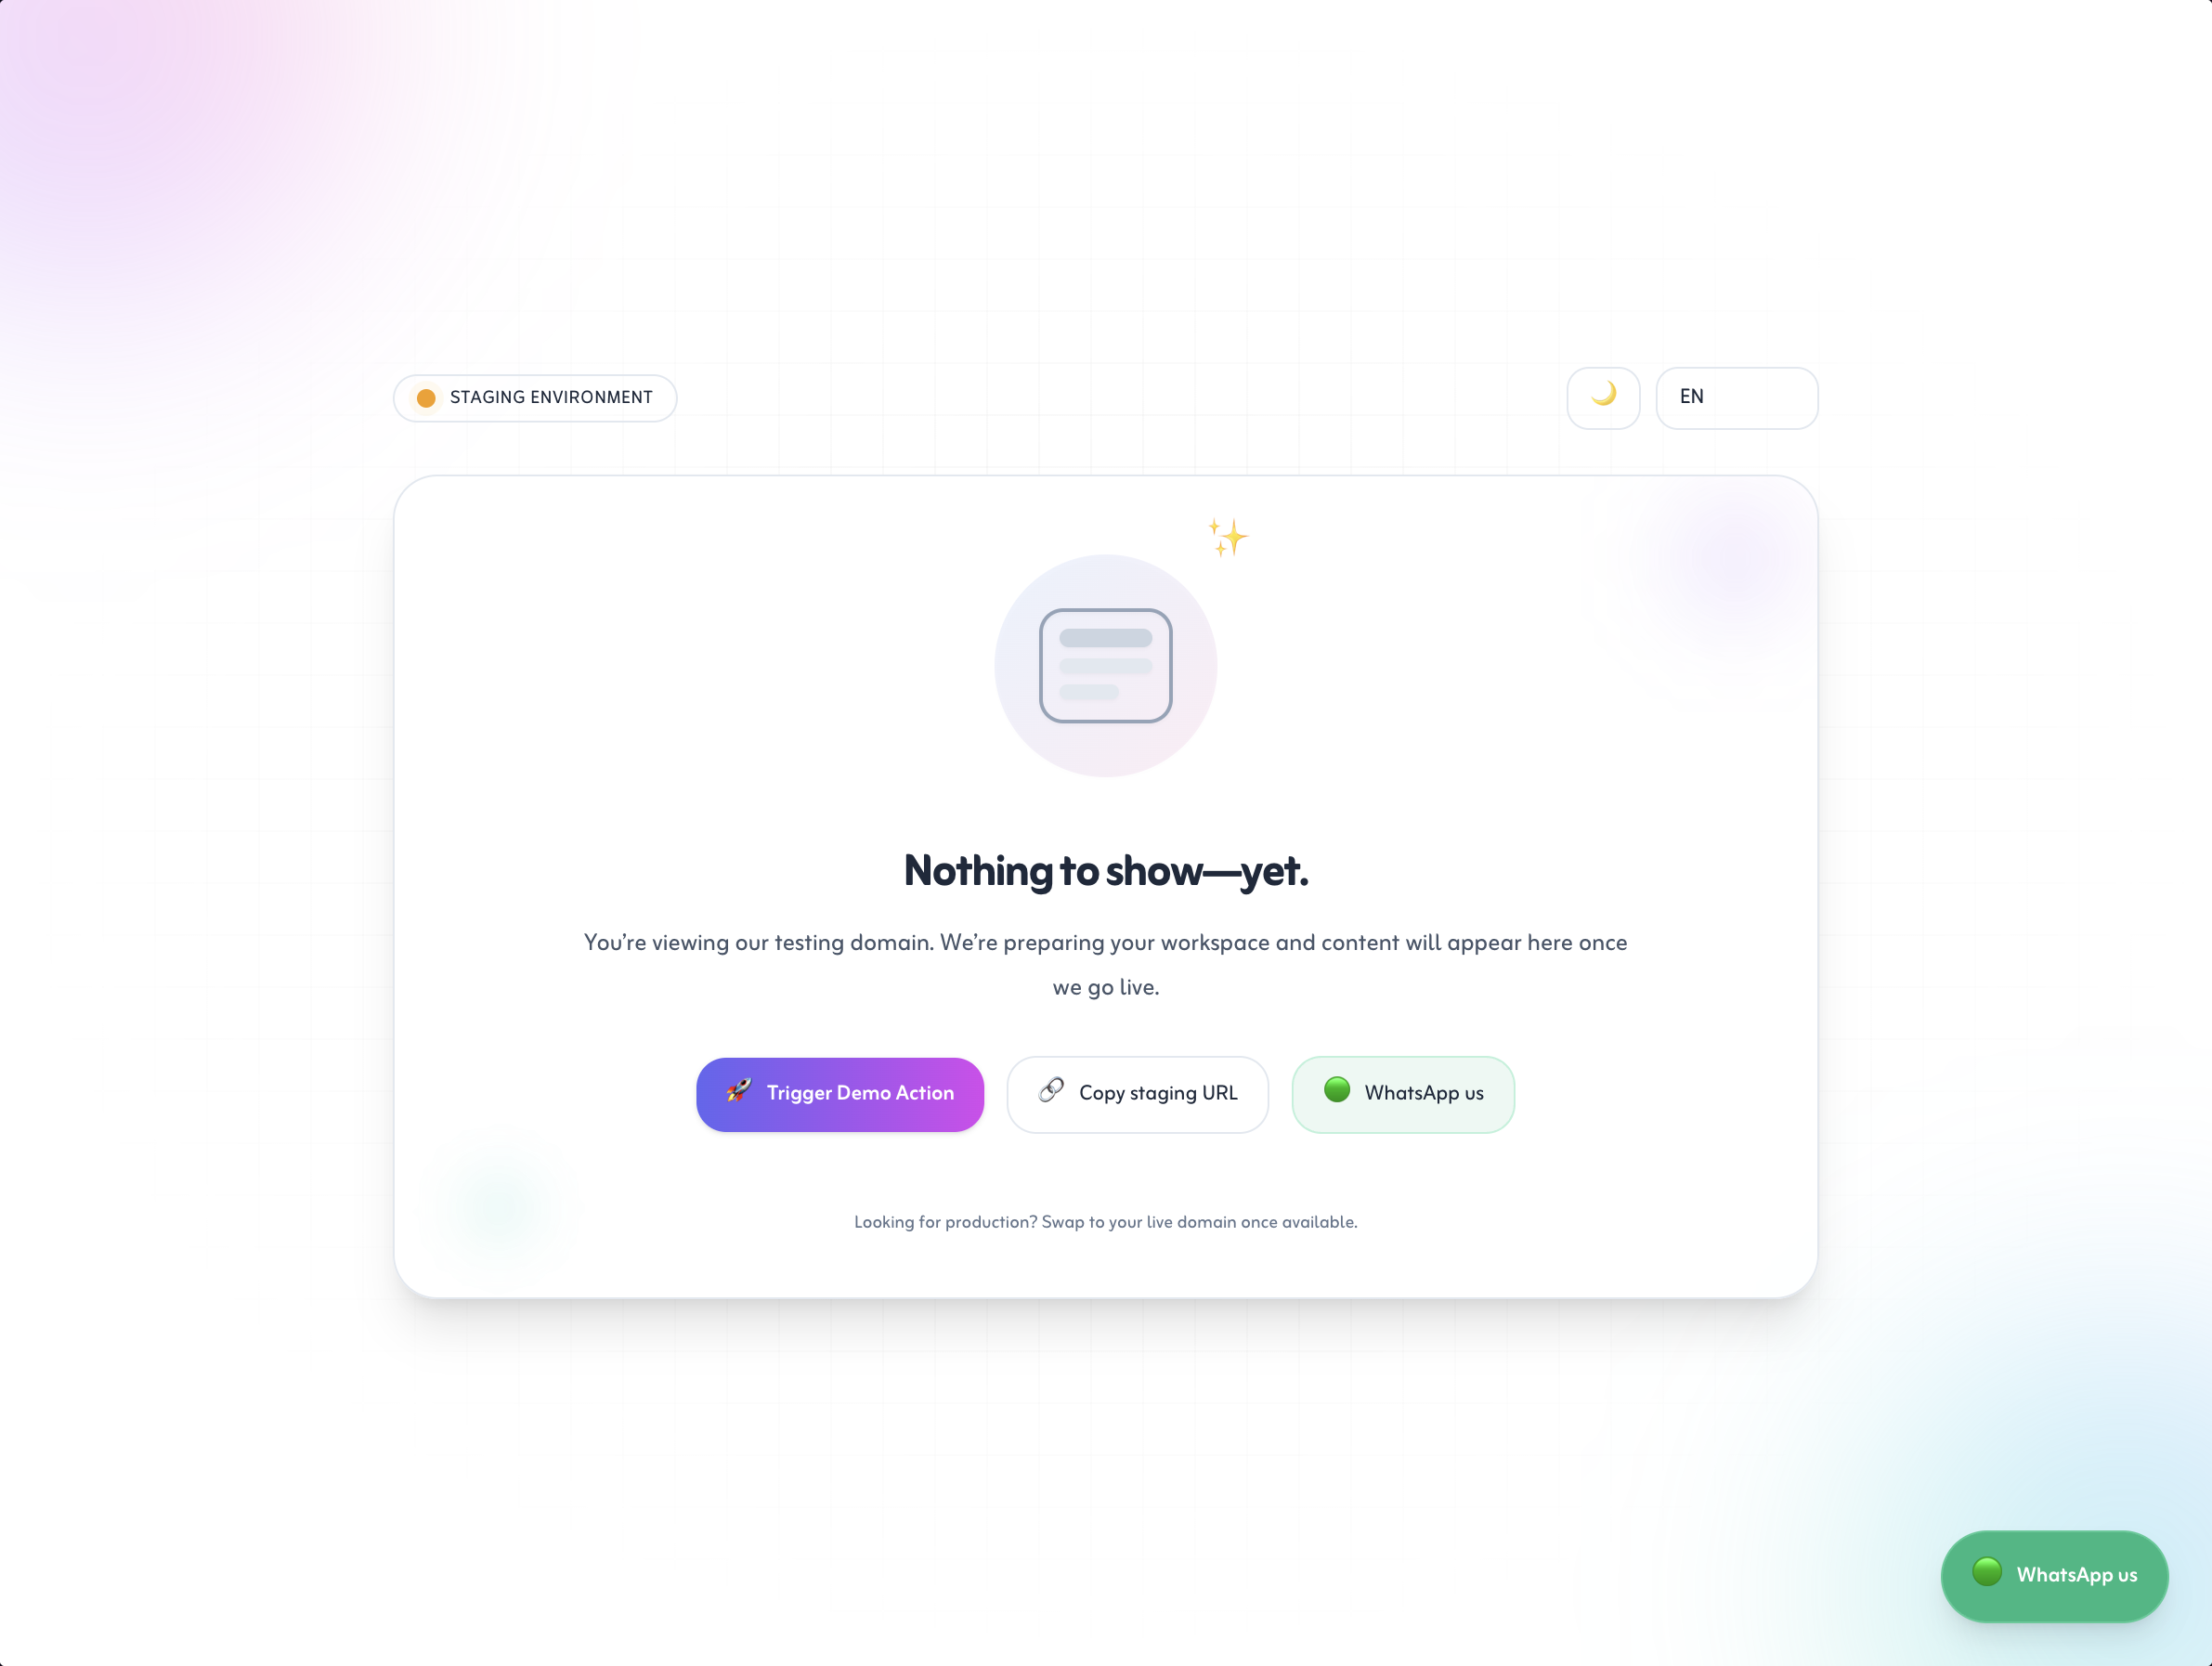 STAGING ENVIRONMENT
EN
Nothing to show—yet.
You’re viewing our testing domain. We’re preparing your workspace and content will appear here once
we go live.
Trigger Demo Action
Copy staging URL
WhatsApp us
Looking for production? Swap to your live domain once available.
WhatsApp us